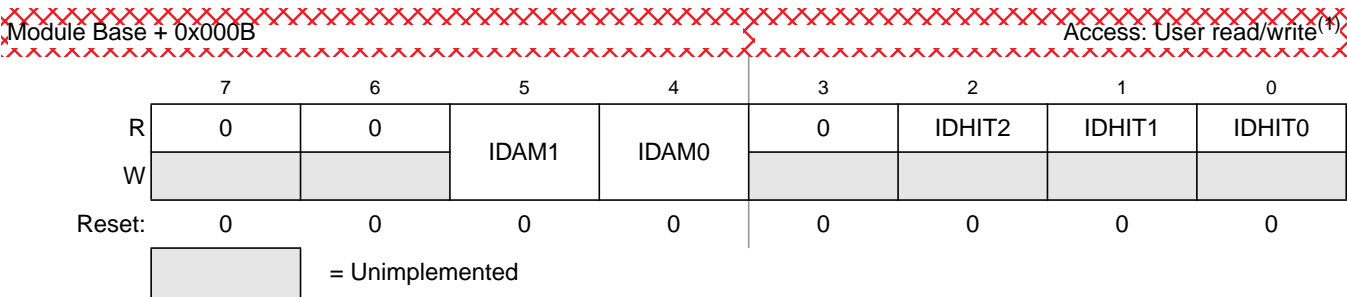 Module Base + 0x000B Access: User read/write(1)
7 6 5 4 3 2 1 0
R 0 0 IDAM1 IDAM0 0 IDHIT2 IDHIT1 IDHIT0
W
Reset: 0 0 0 0 0 0 0 0
= Unimplemented